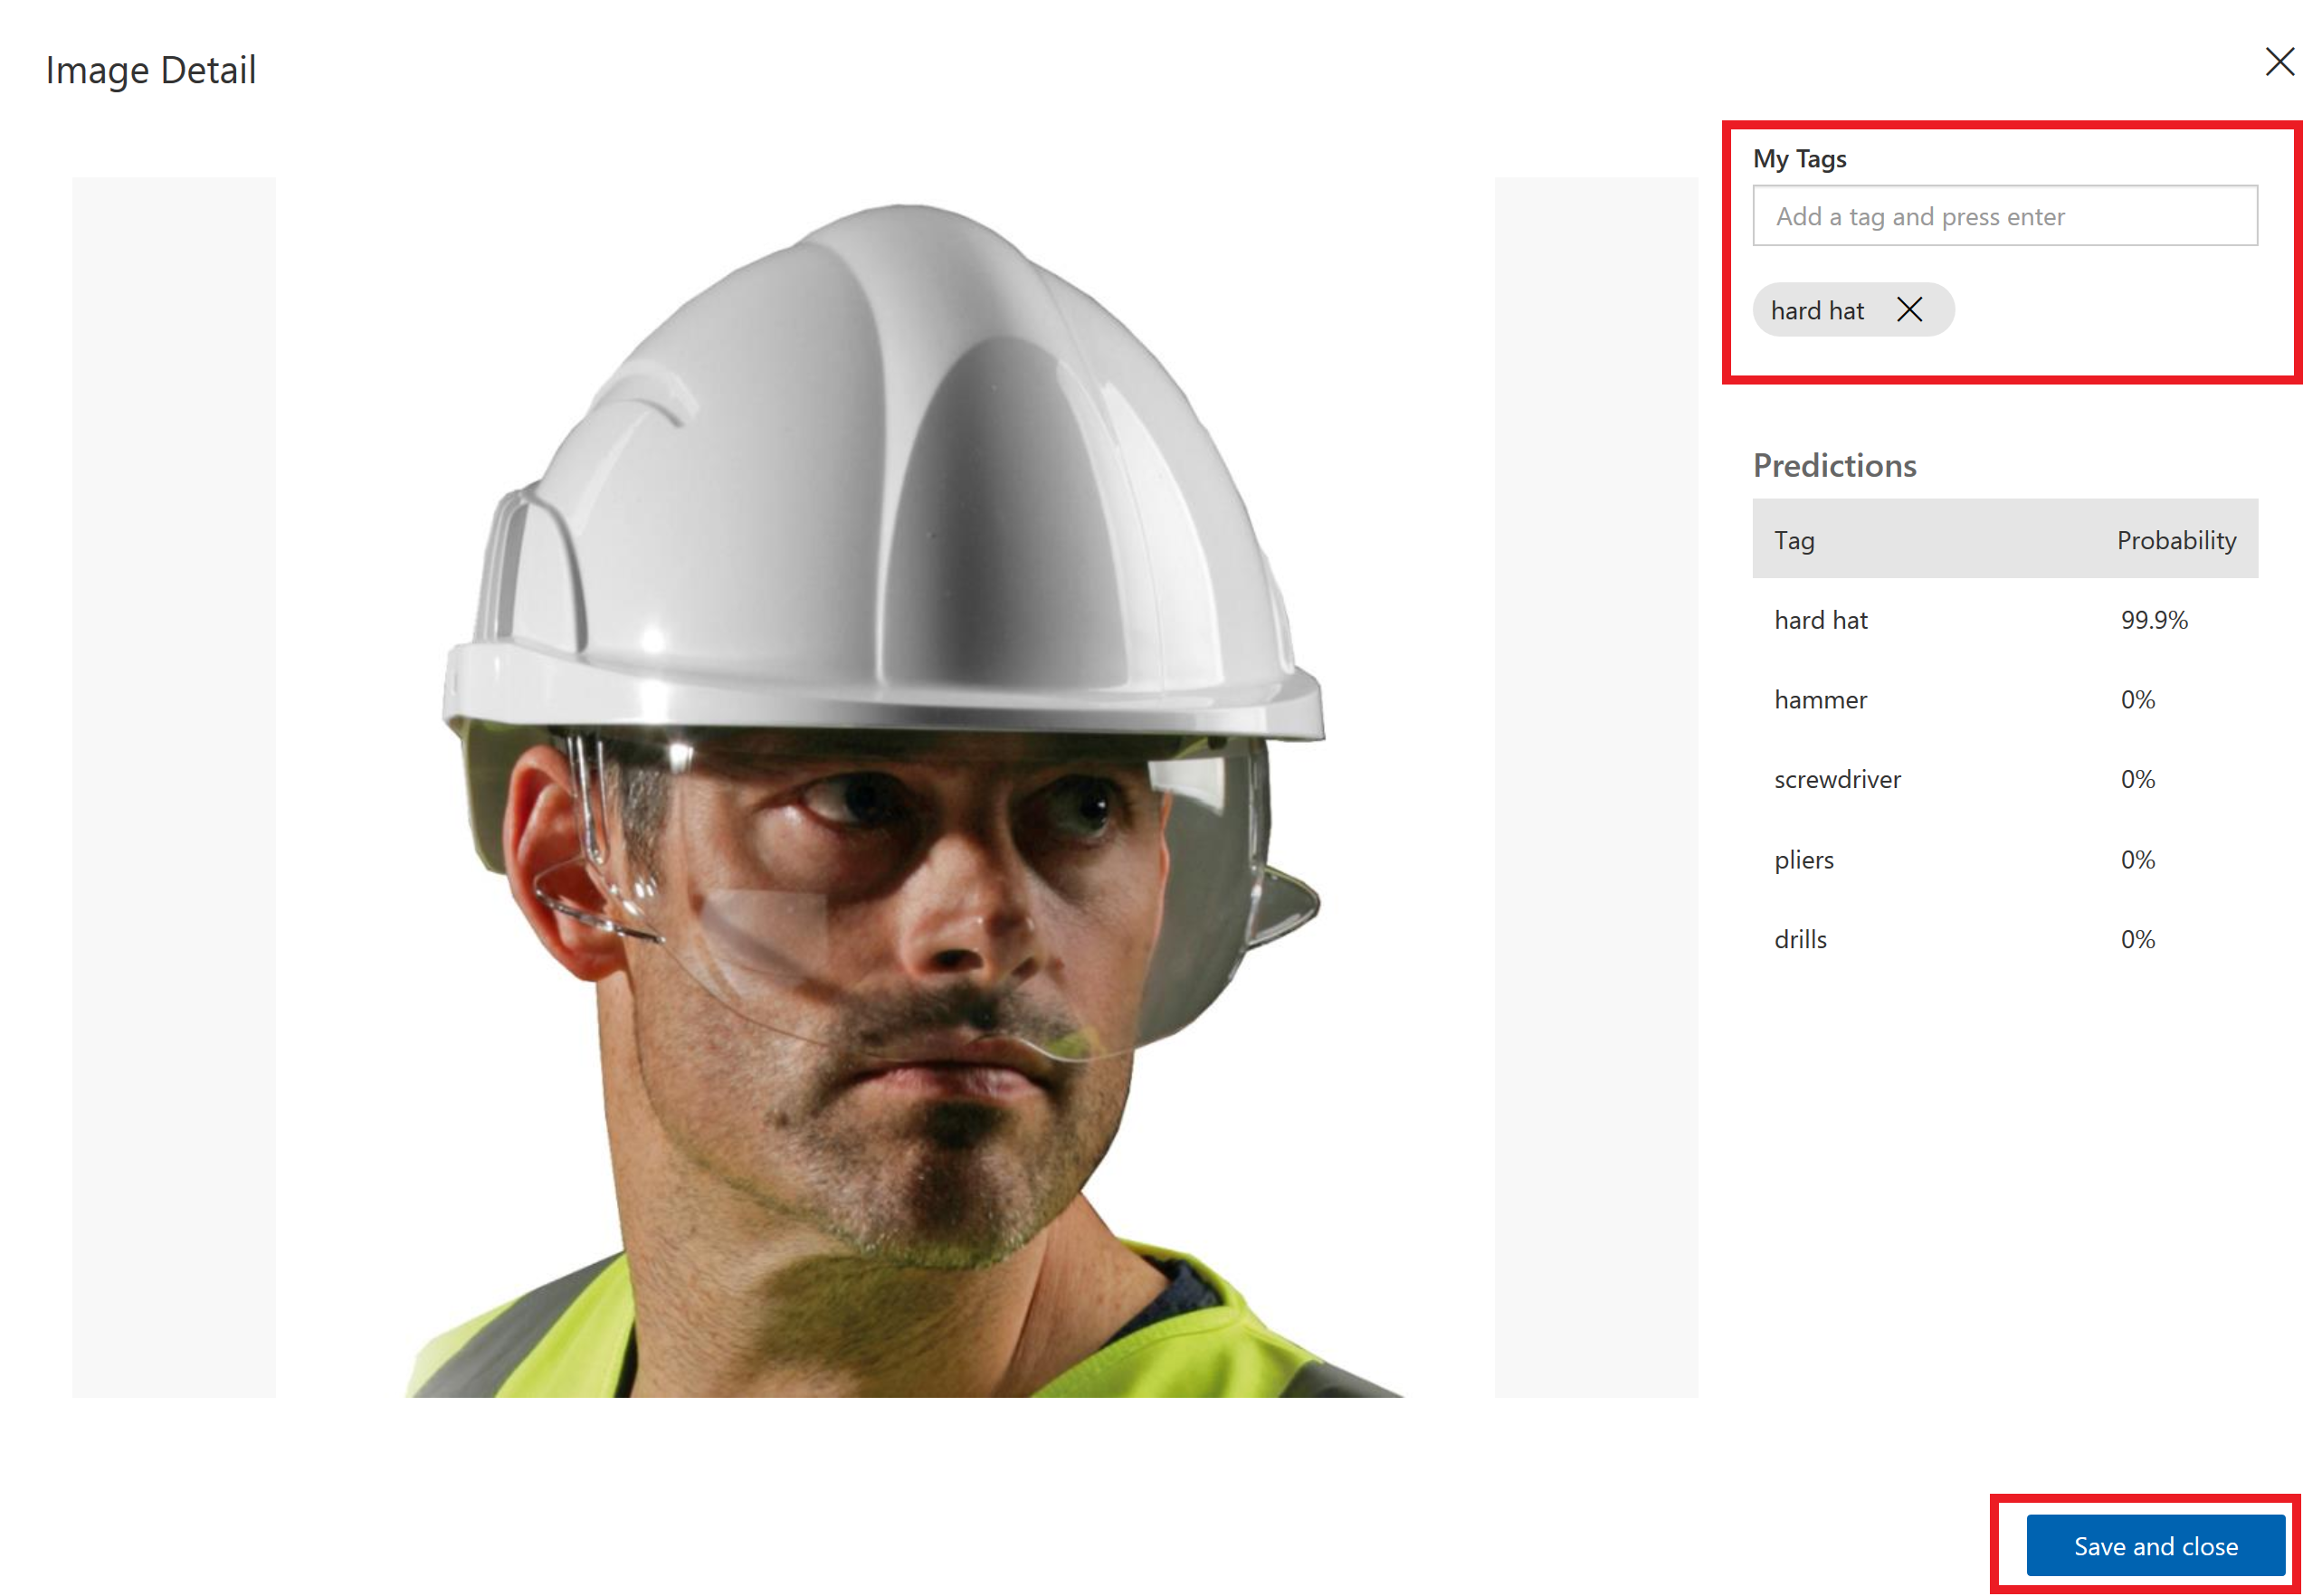 Image Detail
My Tags
Add a tag and press enter
hard hat
Predictions
Tag Probability
hard hat 99.9%
hammer 0%
screwdriver 0%
pliers 0%
drills 0%
Save and close